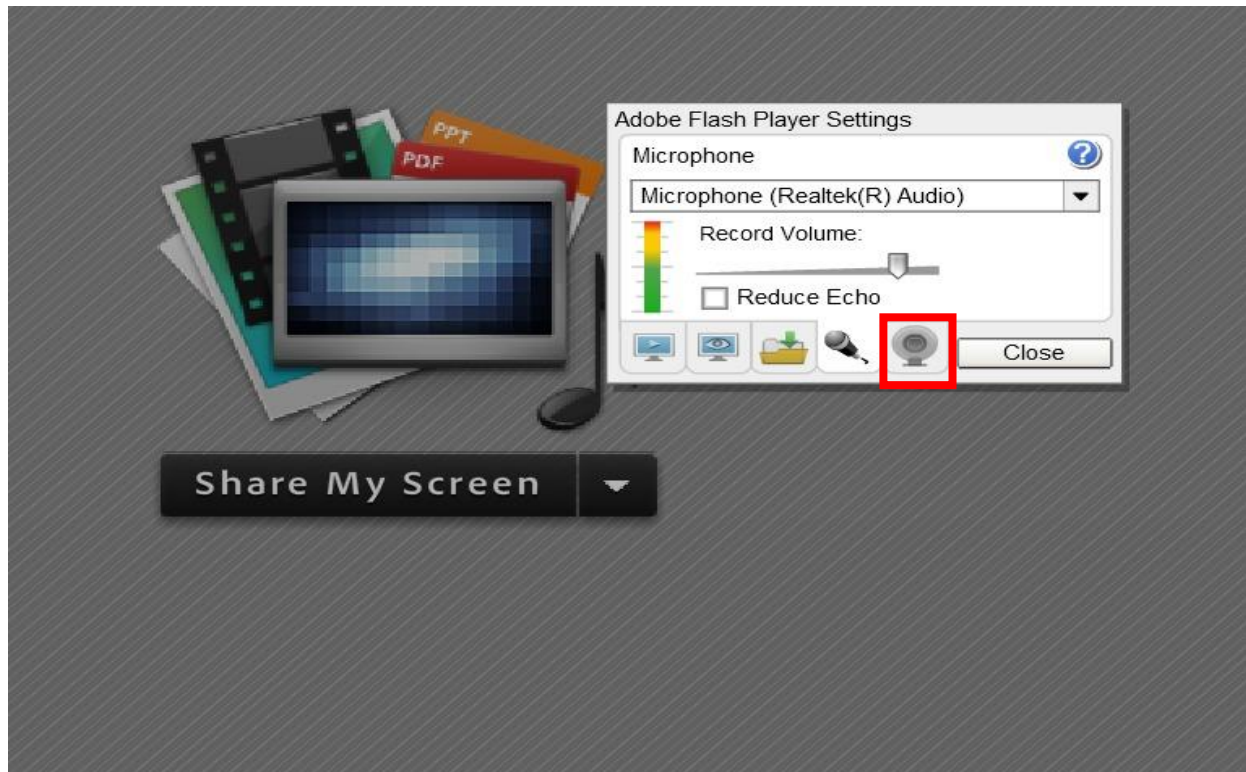 PPT
PDF
Adobe Flash Player Settings
Microphone
Microphone (Realtek(R) Audio)
Record Volume:
Reduce Echo
Close
Share My Screen